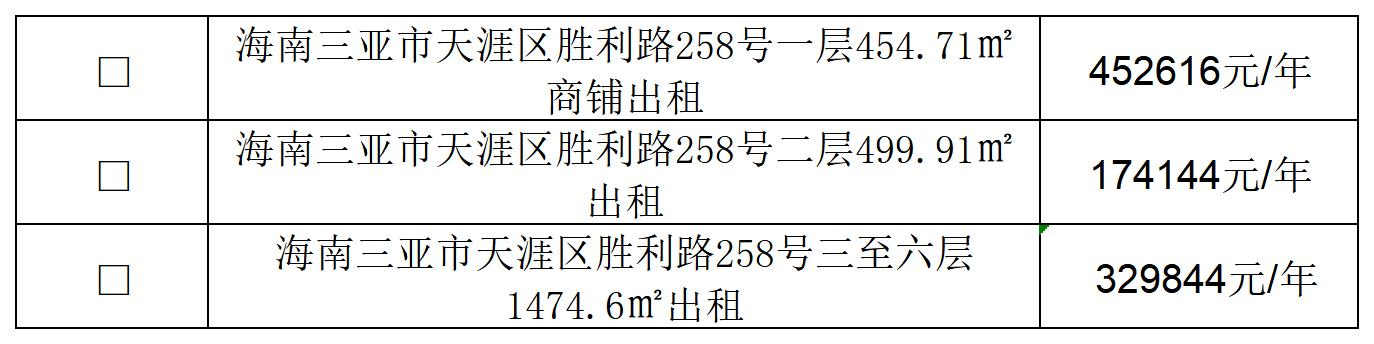 □
海南三亚市天涯区胜利路258号一层454.71㎡
商铺出租
452616元/年
□
海南三亚市天涯区胜利路258号二层499.91㎡
出租
174144元/年
□
海南三亚市天涯区胜利路258号三至六层
1474.6㎡出租
329844元/年